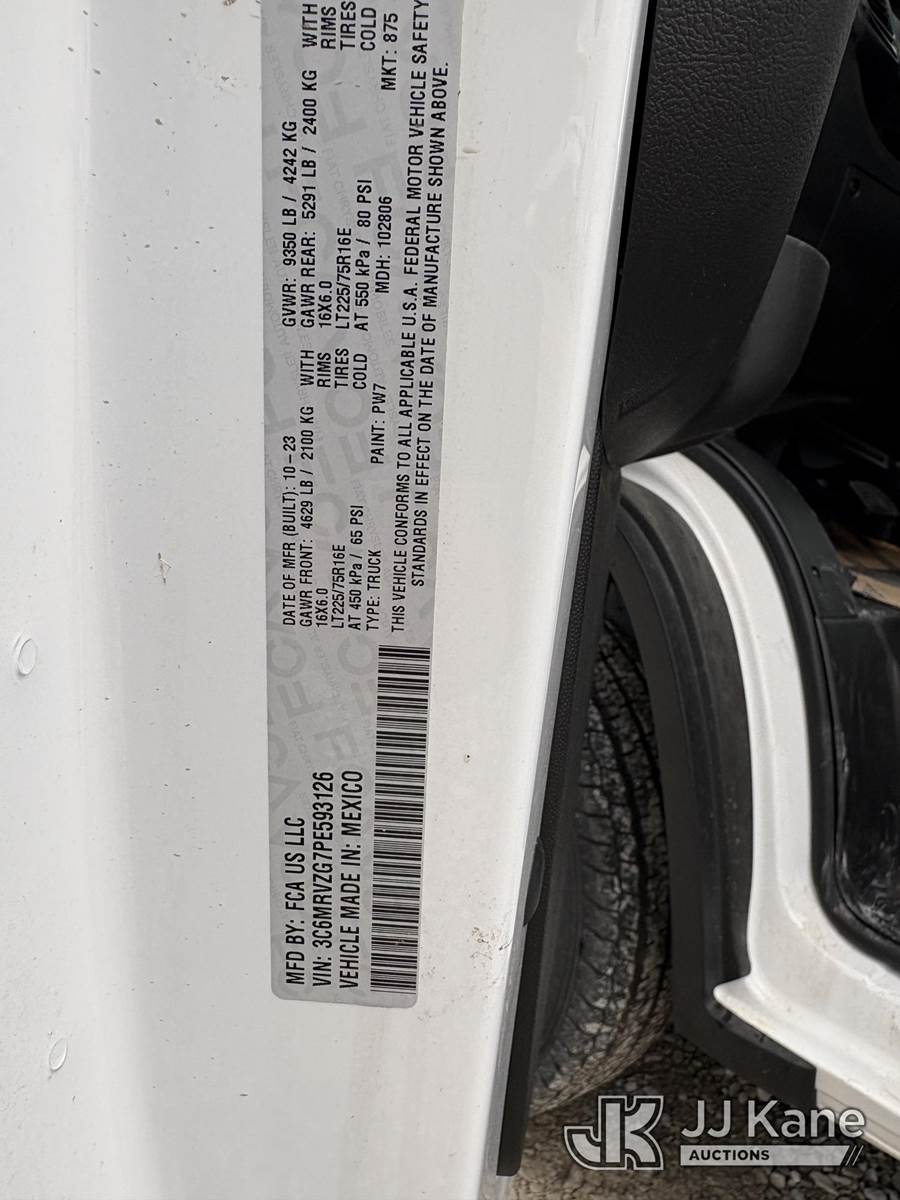 MFD BY: FCA US LLC
VIN: 3C6MRVZG7PE593126
VEHICLE MADE IN: MEXICO
DATE OF MFR (BUILT): 10-23 GVWR: 9350 LB / 4242 KG
GAWR FRONT: 4629 LB / 2100 KG WITH GAWR REAR: 5291 LB / 2400 KG WITH
16X6.0 RIMS 16X6.0 RIMS
LT225/75R16E TIRES LT225/75R16E TIRES
AT 450 kPa / 65 PSI COLD AT 550 kPa / 80 PSI COLD
TYPE: TRUCK PAINT: PW7 MDH: 102806 MKT: 875
THIS VEHICLE CONFORMS TO ALL APPLICABLE U.S.A. FEDERAL MOTOR VEHICLE SAFETY
STANDARDS IN EFFECT ON THE DATE OF MANUFACTURE SHOWN ABOVE.
JK JJ Kane
AUCTIONS